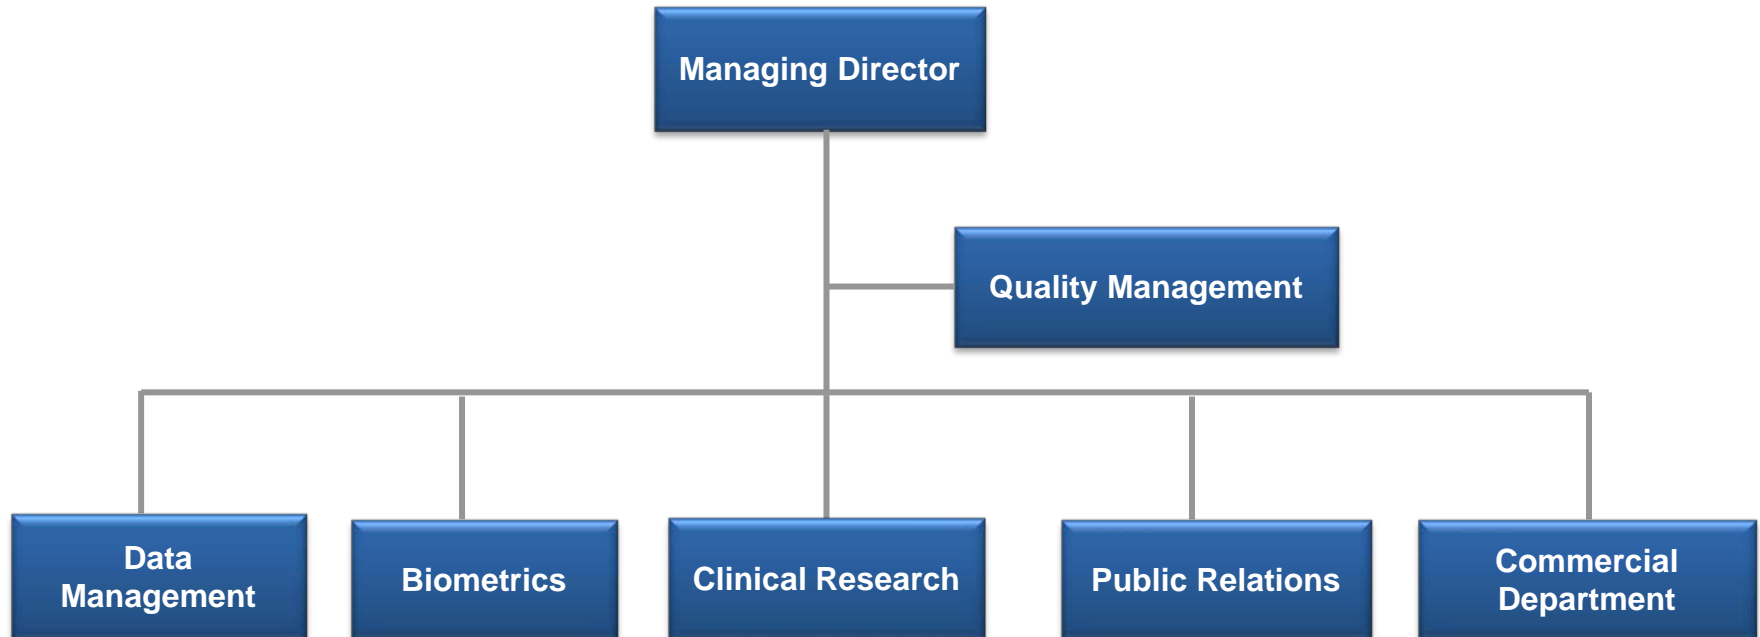 Managing Director
Quality Management
Data
Management
Biometrics
Clinical Research
Public Relations
Commercial
Department